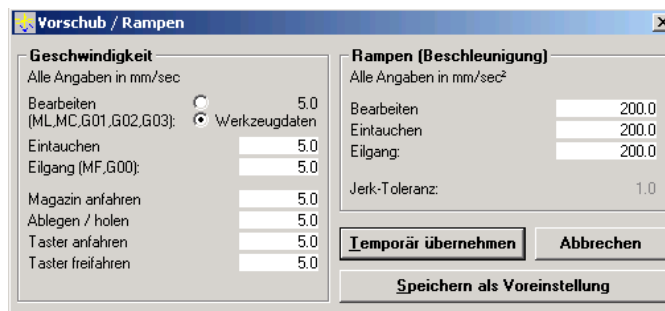 Vorschub / Rampen
Geschwindigkeit
Alle Angaben in mm/sec
Bearbeiten 5.0
(ML,MC,G01,G02,G03): Werkzeugdaten
Eintauchen 5.0
Eilgang (MF,G00): 5.0
Magazin anfahren 5.0
Ablegen / holen 5.0
Taster anfahren 5.0
Taster freifahren 5.0
Rampen (Beschleunigung)
Alle Angaben in mm/sec²
Bearbeiten 200.0
Eintauchen 200.0
Eilgang: 200.0
Jerk-Toleranz: 1.0
Temporär übernehmen Abbrechen
Speichern als Voreinstellung